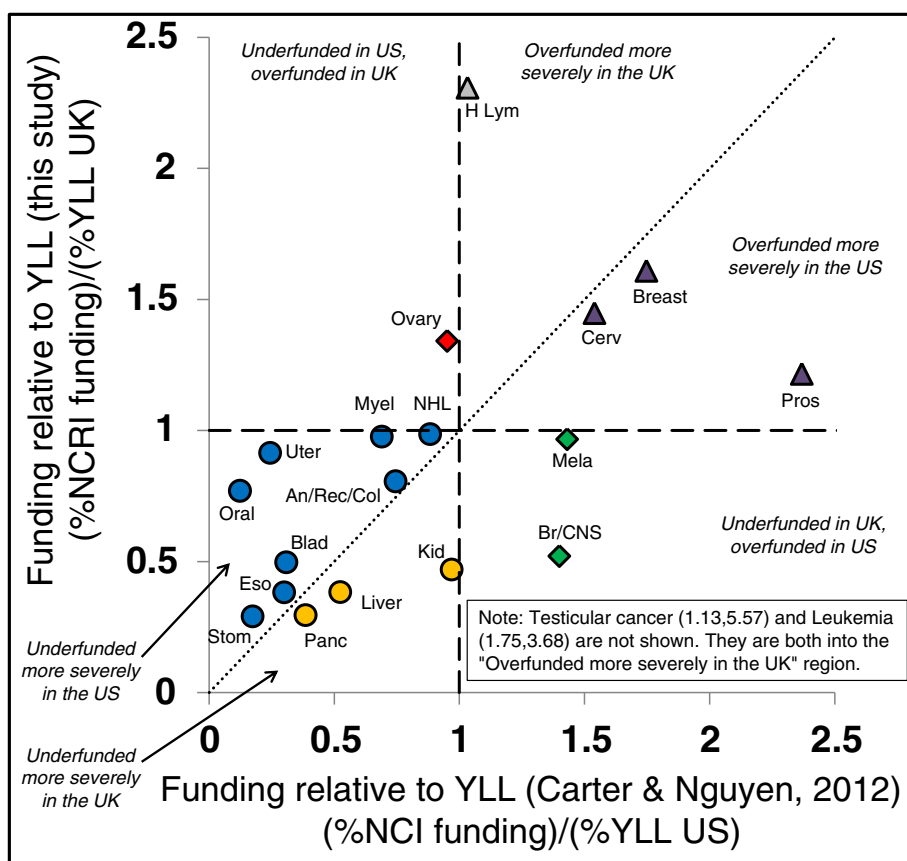 Funding relative to YLL (this study)
(%NCRI funding)/(%YLL UK)
2.5
2
1.5
1
0.5
0
Underfunded in US,
overfunded in UK
Overfunded more
severely in the UK
H Lym
Overfunded more
severely in the US
Breast
Cerv
Ovary
Pros
Myel
NHL
Uter
Mela
An/Rec/Col
Oral
Blad
Kid
Br/CNS
Underfunded in UK,
overfunded in US
Eso
Liver
Stom
Panc
Note: Testicular cancer (1.13,5.57) and Leukemia
(1.75,3.68) are not shown. They are both into the
"Overfunded more severely in the UK" region.
Underfunded
more severely
in the US
Underfunded
more severely
in the UK
0
0.5
1
1.5
2
2.5
Funding relative to YLL (Carter & Nguyen, 2012)
(%NCI funding)/(%YLL US)